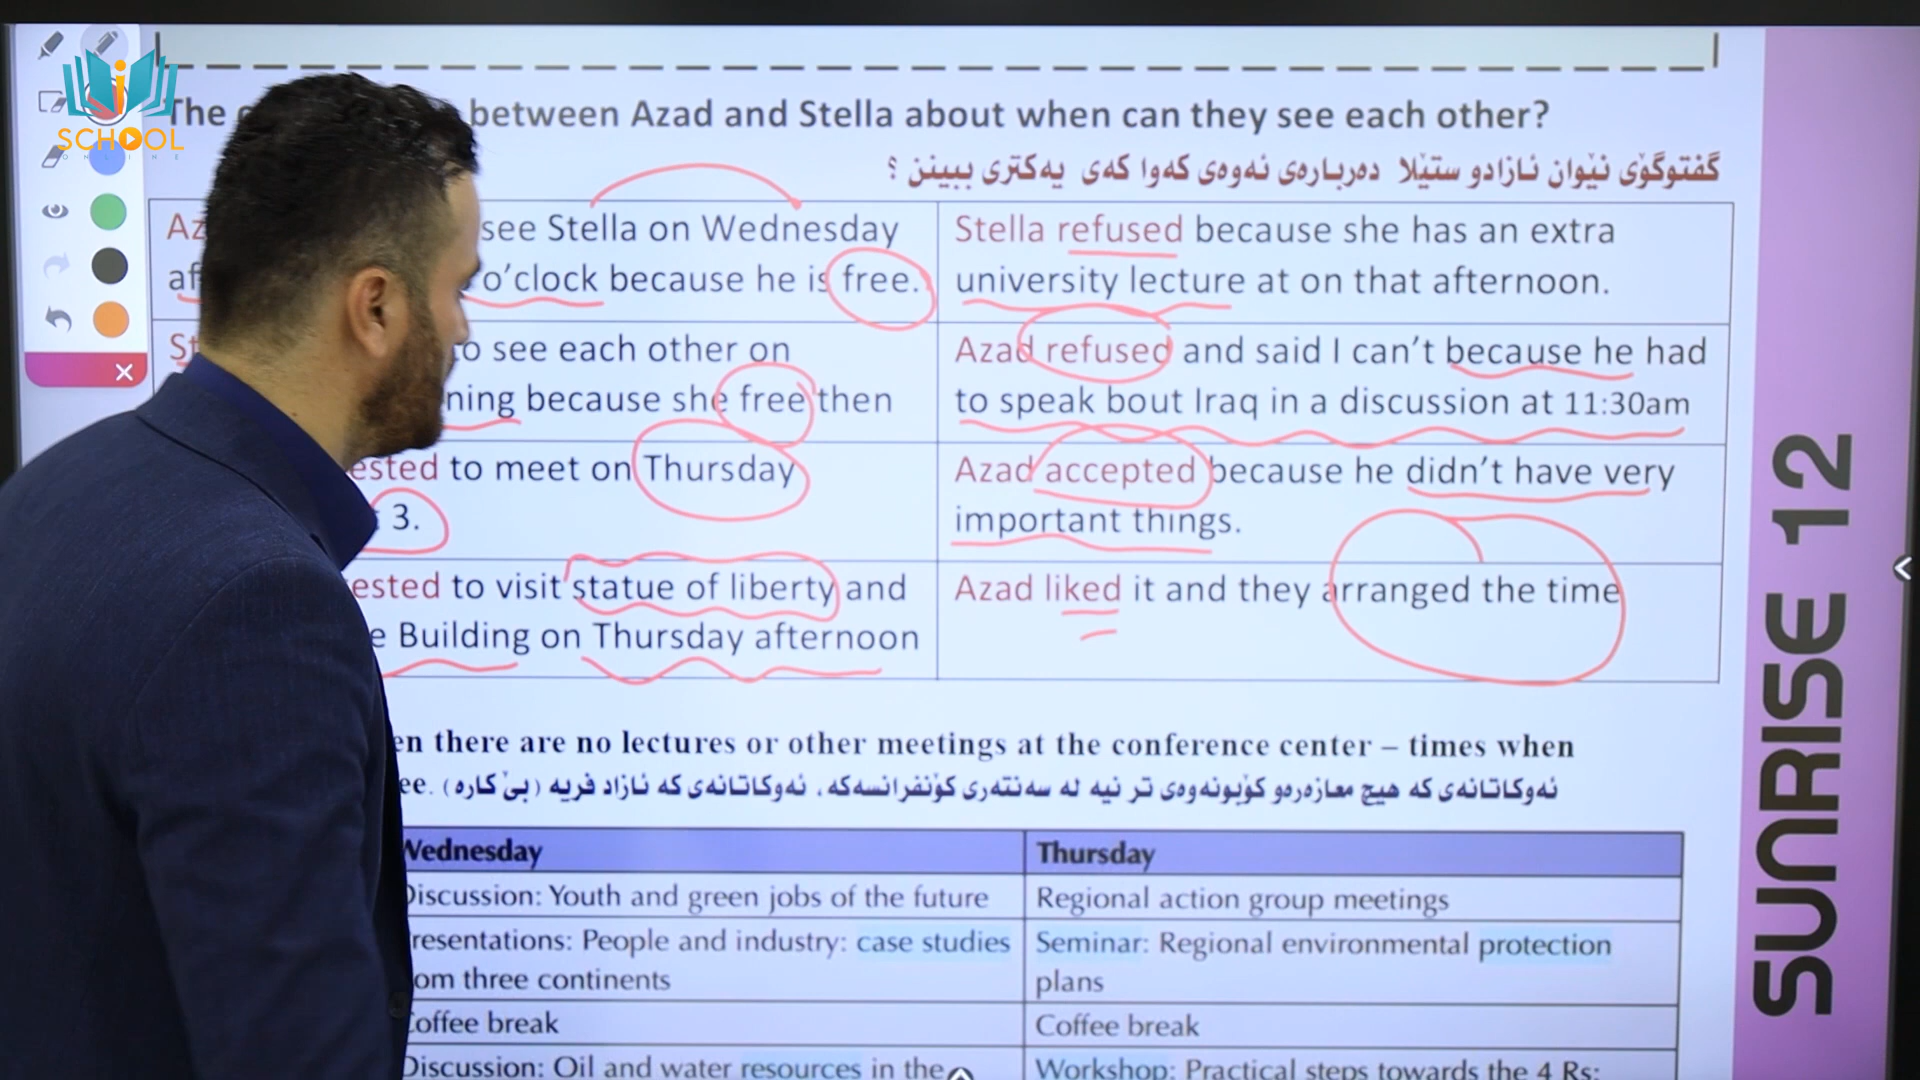 SCHOOL
ONLINE
The between Azad and Stella about when can they see each other?
گفتوگۆی نێوان ئازادو ستێلا دەربارەی ئەوەی کەوا کەی یەکتری ببینن ؟
see Stella on Wednesday
o'clock because he is free.
Stella refused because she has an extra
university lecture at on that afternoon.
to see each other on
ning because she free then
Azad refused and said I can't because he had
to speak bout Iraq in a discussion at 11:30am
ested to meet on Thursday
3.
Azad accepted because he didn't have very
important things.
ested to visit statue of liberty and
e Building on Thursday afternoon
Azad liked it and they arranged the time
en there are no lectures or other meetings at the conference center – times when
ee. ئەوکاتانەی کە هیچ معازەرەو کۆبونەوەی تر نیە لە سەنتەری کۆنفرانسەکە، ئەوکاتانەی کە ئازاد فریە (بێ کارە)
Wednesday
Thursday
Discussion: Youth and green jobs of the future
Regional action group meetings
resentations: People and industry: case studies
om three continents
Seminar: Regional environmental protection
plans
Coffee break
Coffee break
Discussion: Oil and water resources in the
Workshop: Practical steps towards the 4 Rs:
SUNRISE 12